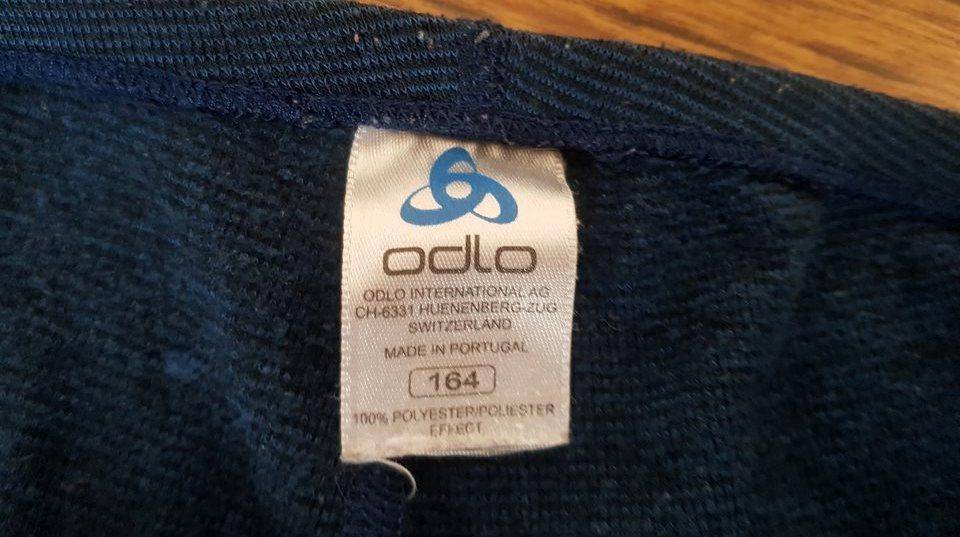 odlo
ODLO INTERNATIONAL AG
CH-6331 HUENENBERG-ZUG
SWITZERLAND
MADE IN PORTUGAL
164
100% POLYESTER/POLIESTER
EFFECT